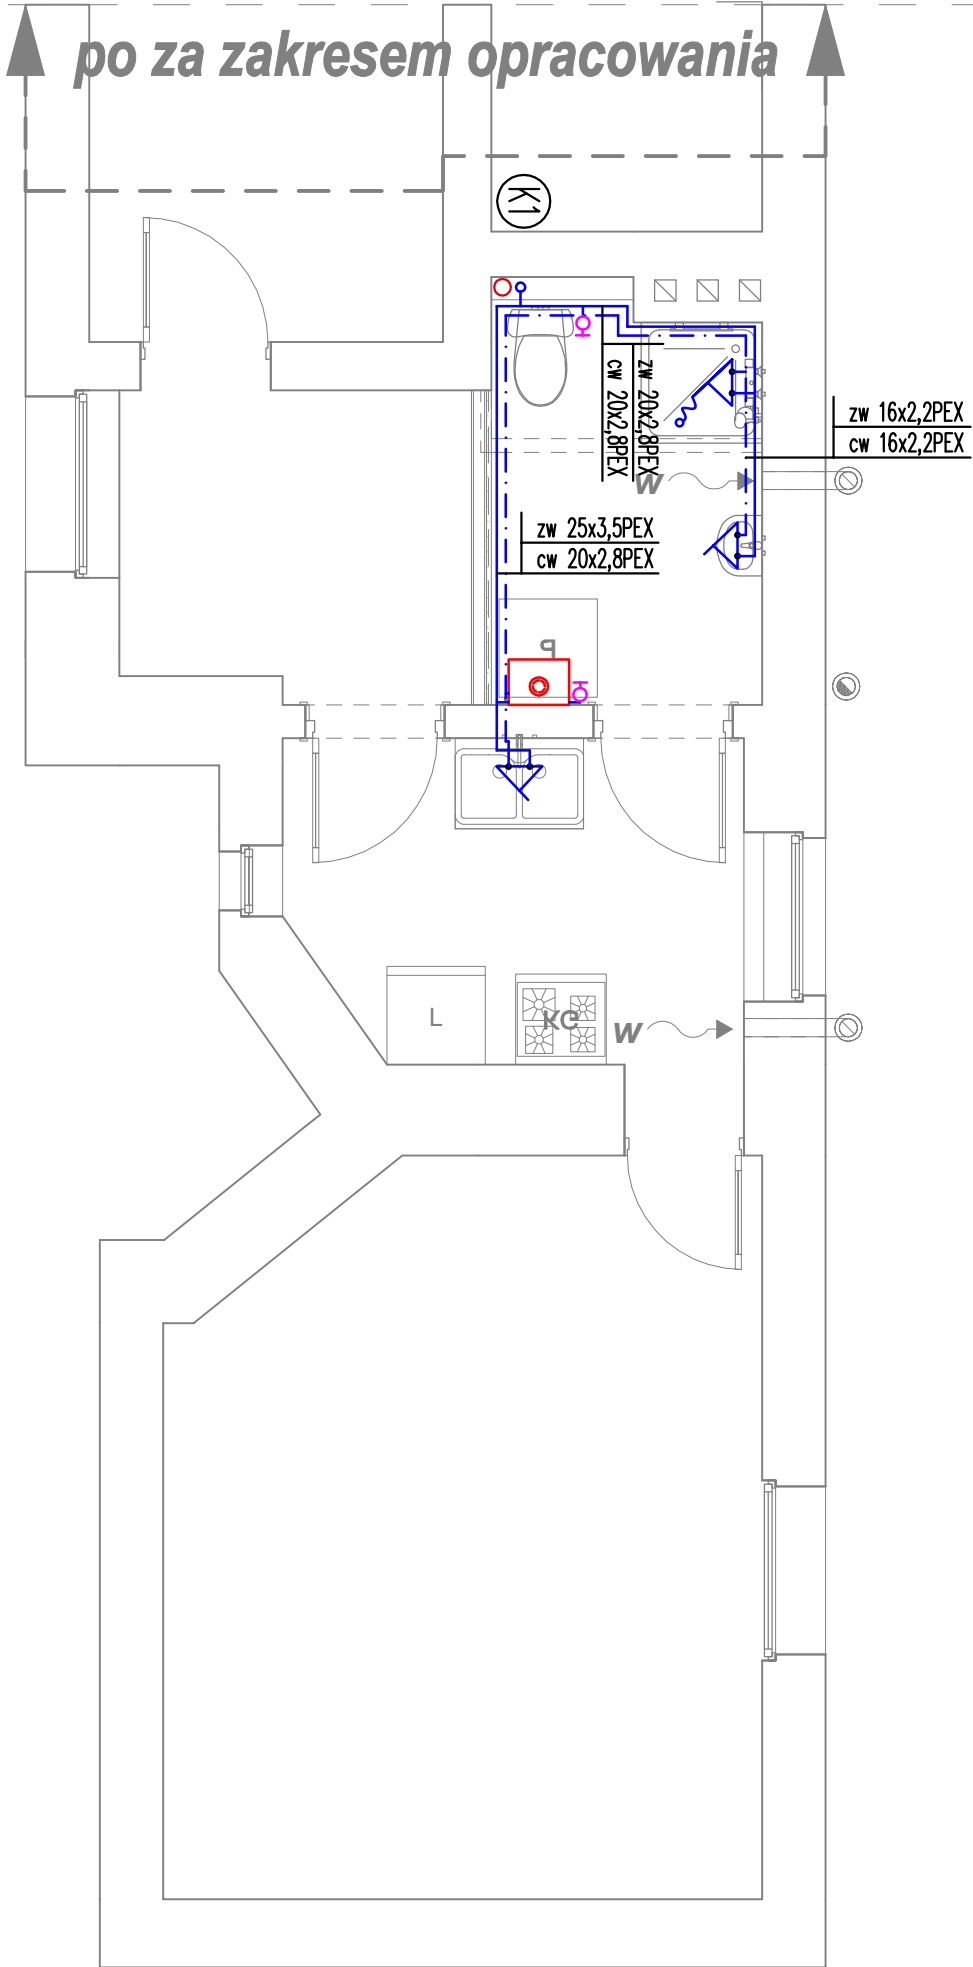 po za zakresem opracowania
K1
zw 20x2,8PEX
cw 20x2,8PEX
zw 16x2,2PEX
cw 16x2,2PEX
w
zw 25x3,5PEX
cw 20x2,8PEX
P
L
KG
w